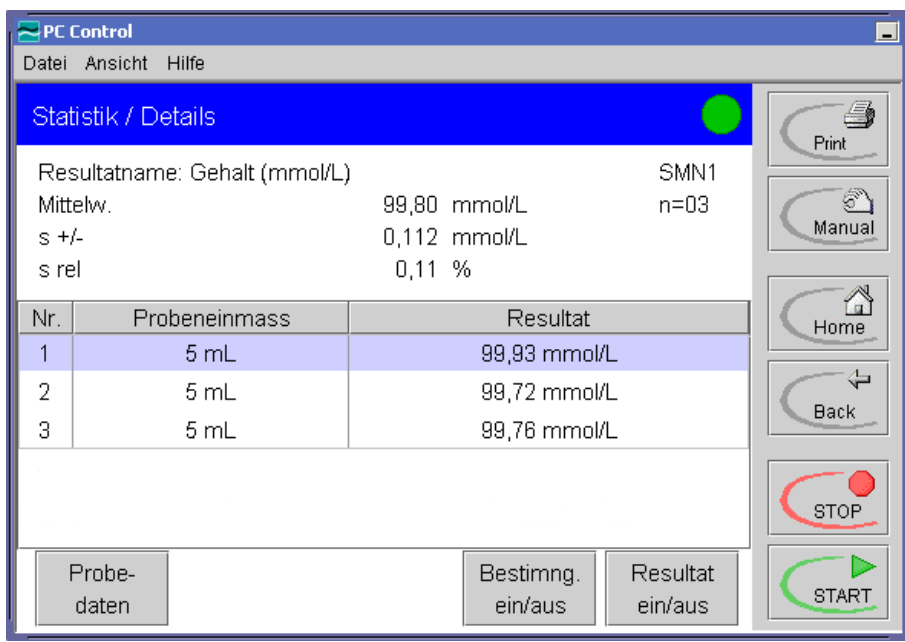 PC Control
Datei Ansicht Hilfe
Statistik / Details
Resultatname: Gehalt (mmol/L) SMN1
Mittelw. 99,80 mmol/L n=03
s +/- 0,112 mmol/L
s rel 0,11 %
Nr. Probeneinmass Resultat
1 5 mL 99,93 mmol/L
2 5 mL 99,72 mmol/L
3 5 mL 99,76 mmol/L
Probe-
daten
Bestimng.
ein/aus
Resultat
ein/aus
Print
Manual
Home
Back
STOP
START